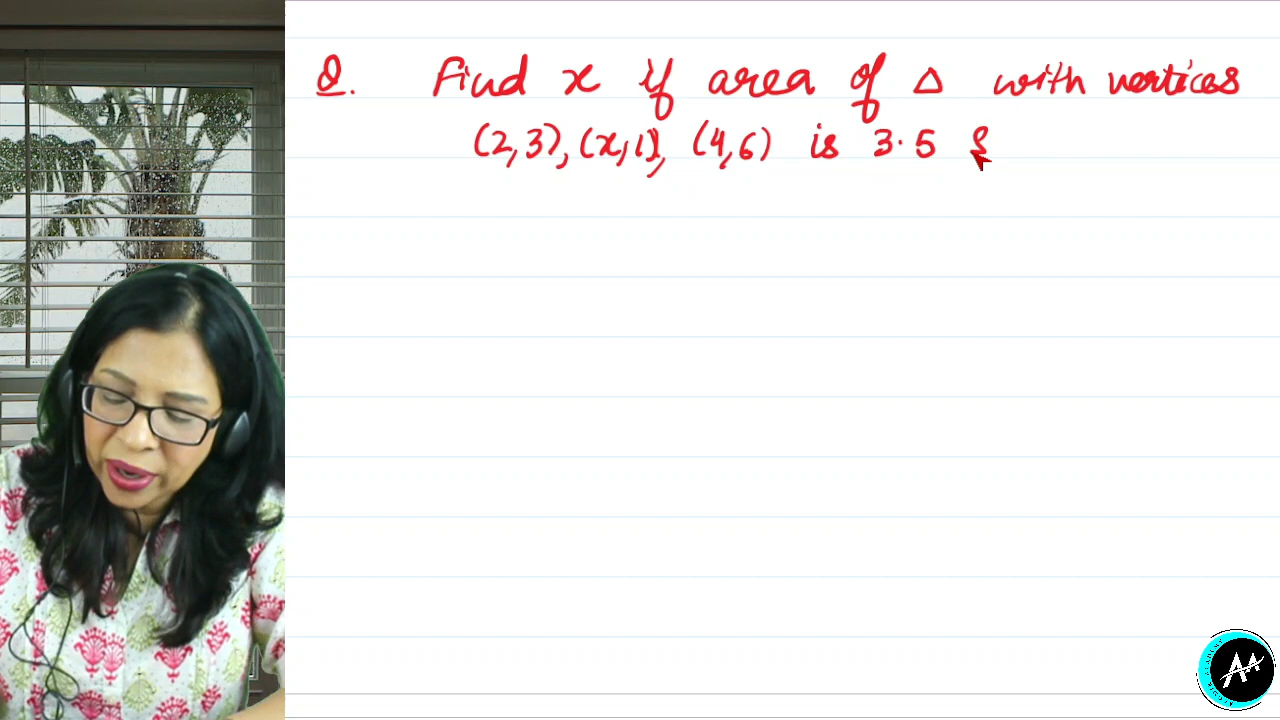 Q. Find x if area of Δ with vertices
(2,3), (x,1), (4,6) is 3.5 s